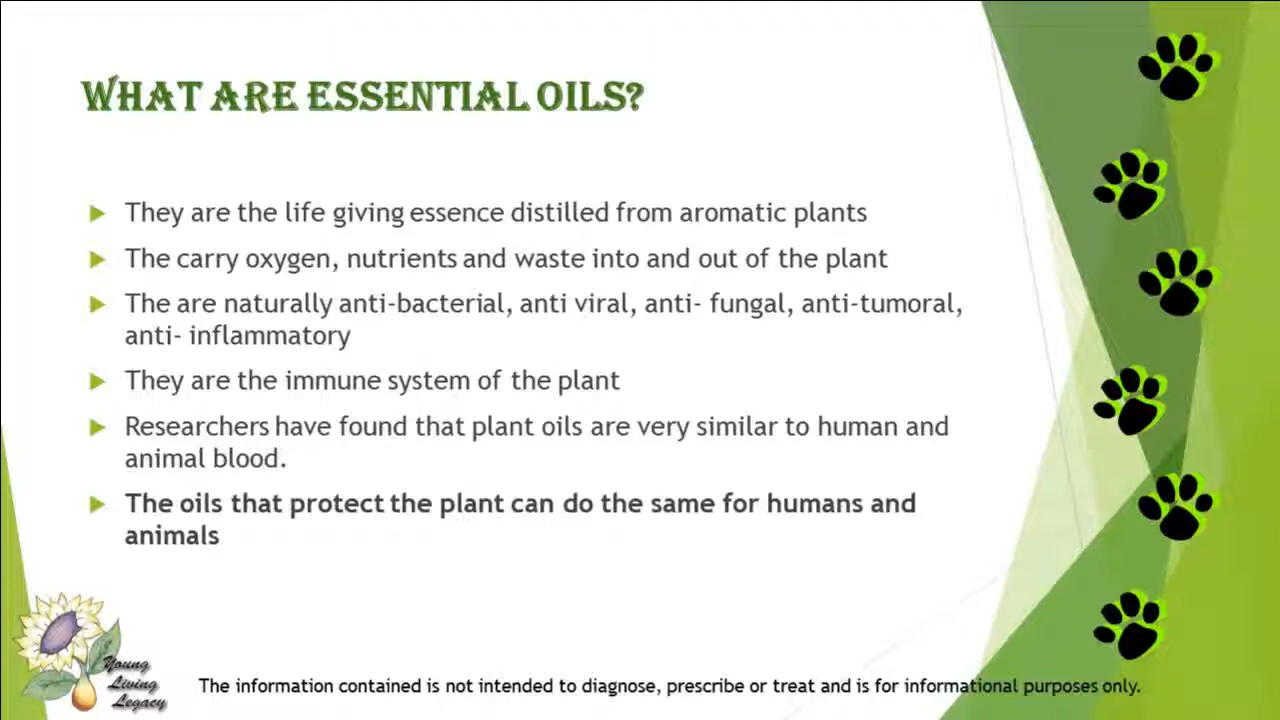 WHAT ARE ESSENTIAL OILS?
They are the life giving essence distilled from aromatic plants
The carry oxygen, nutrients and waste into and out of the plant
The are naturally anti-bacterial, anti viral, anti- fungal, anti-tumoral,
anti- inflammatory
They are the immune system of the plant
Researchers have found that plant oils are very similar to human and
animal blood.
The oils that protect the plant can do the same for humans and
animals
Young
Living
Legacy
The information contained is not intended to diagnose, prescribe or treat and is for informational purposes only.